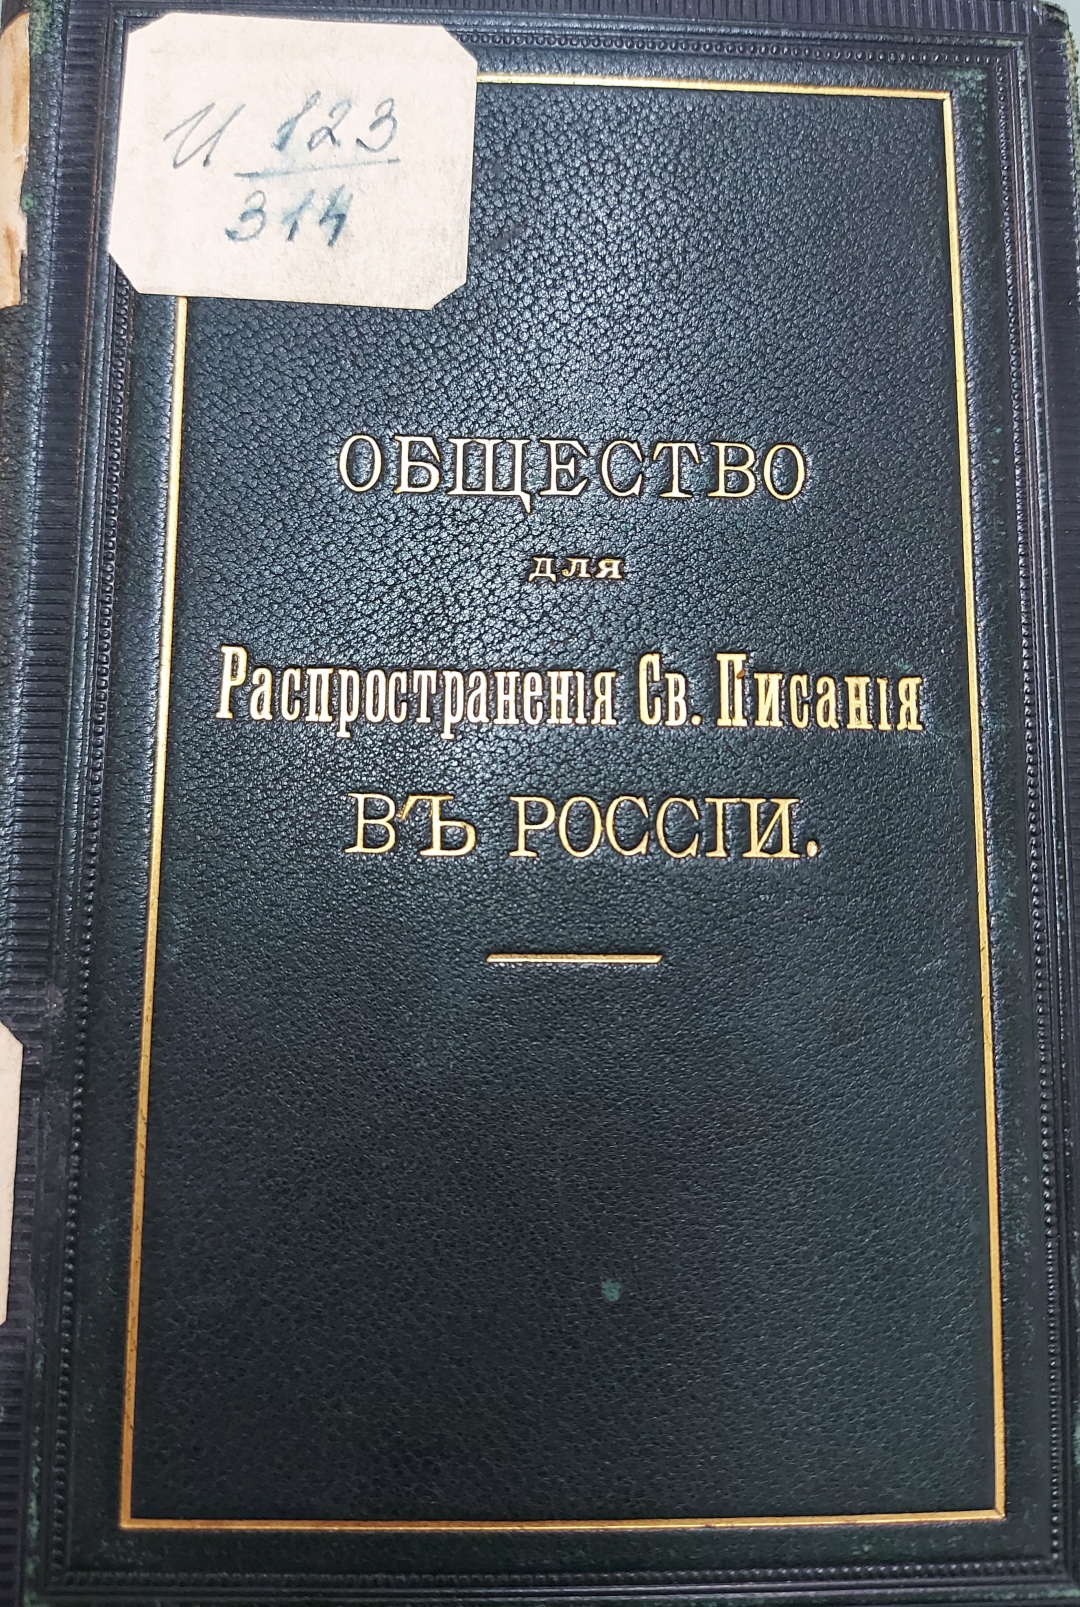 И 123
314
ОБЩЕСТВО
для
Распространенія Св. Писанія
ВЪ РОССІИ.